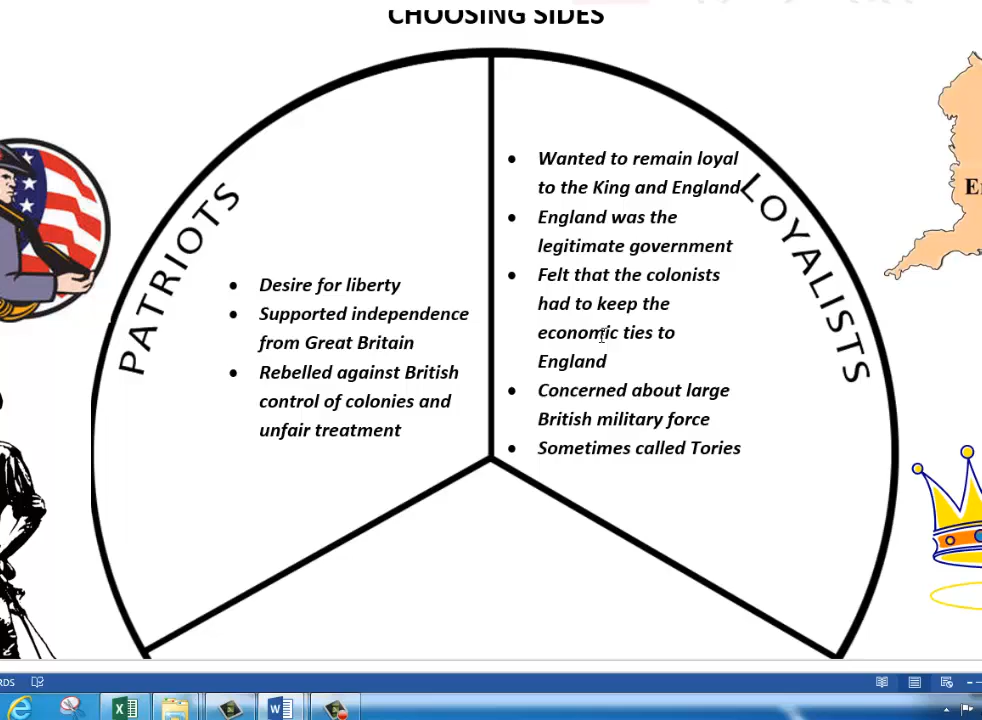 CHOOSING SIDES
PATRIOTS
Desire for liberty
Supported independence
from Great Britain
Rebelled against British
control of colonies and
unfair treatment
LOYALISTS
Wanted to remain loyal
to the King and England
England was the
legitimate government
Felt that the colonists
had to keep the
economic ties to
England
Concerned about large
British military force
Sometimes called Tories